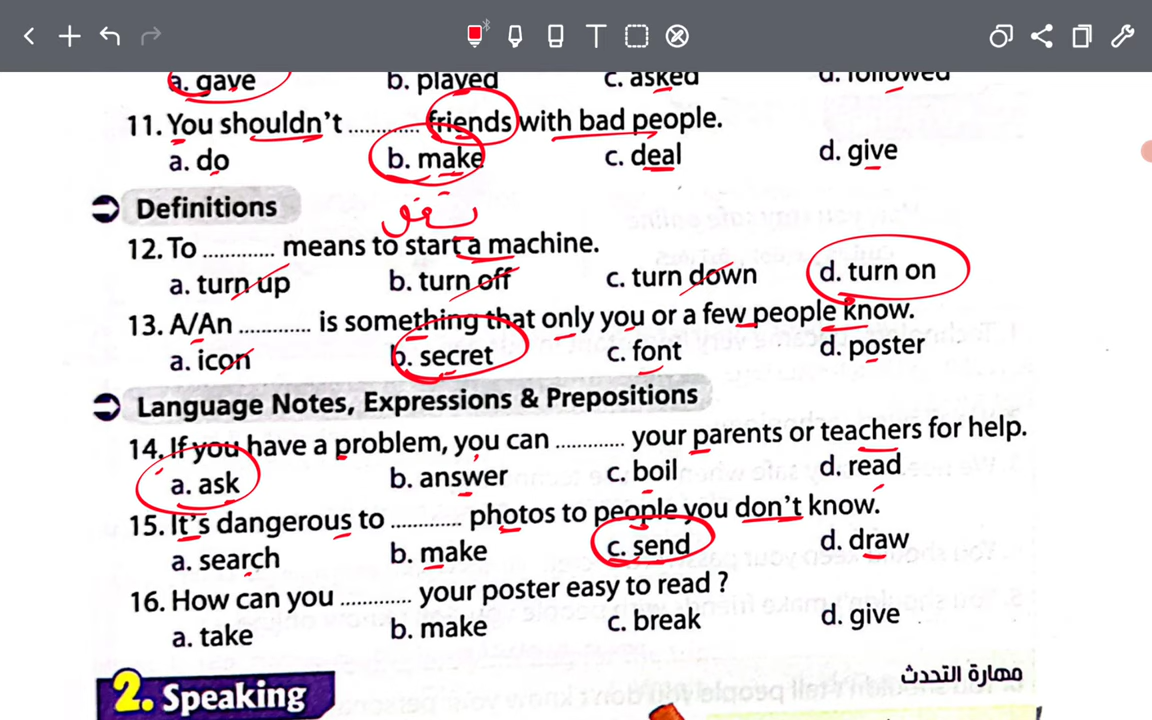 a. gave b. played c. asked d. followed
11. You shouldn't ............ friends with bad people.
a. do b. make c. deal d. give
Definitions
12. To ............ means to start a machine.
a. turn up b. turn off c. turn down d. turn on
13. A/An ............ is something that only you or a few people know.
a. icon b. secret c. font d. poster
Language Notes, Expressions & Prepositions
14. If you have a problem, you can ............ your parents or teachers for help.
a. ask b. answer c. boil d. read
15. It's dangerous to ............ photos to people you don't know.
a. search b. make c. send d. draw
16. How can you ............ your poster easy to read ?
a. take b. make c. break d. give
2. Speaking مهارة التحدث